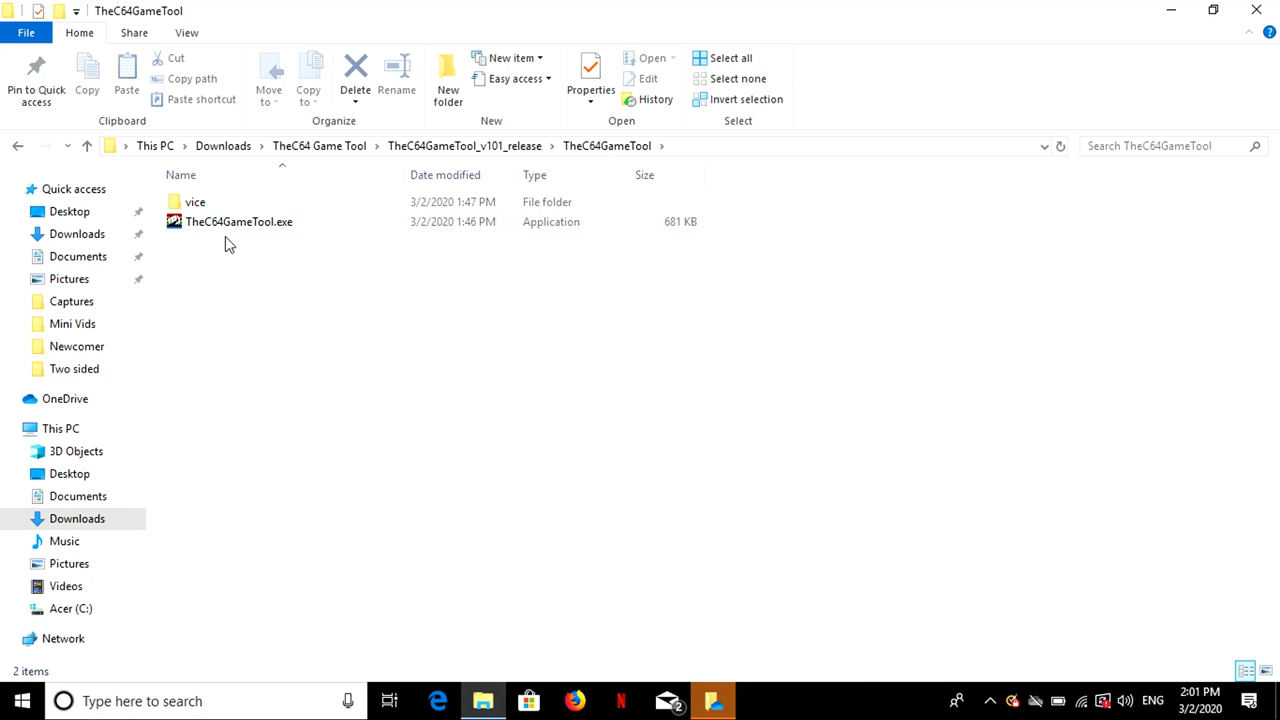 TheC64GameTool
File Home Share View
Pin to Quick access
Copy
Paste
Cut
Copy path
Paste shortcut
Clipboard
Move to
Copy to
Delete
Rename
Organize
New folder
New item
Easy access
New
Properties
Open
Edit
History
Open
Select all
Select none
Invert selection
Select
This PC Downloads TheC64 Game Tool TheC64GameTool_v101_release TheC64GameTool
Search TheC64GameTool
Name Date modified Type Size
vice 3/2/2020 1:47 PM File folder
TheC64GameTool.exe 3/2/2020 1:46 PM Application 681 KB
Quick access
Desktop
Downloads
Documents
Pictures
Captures
Mini Vids
Newcomer
Two sided
OneDrive
This PC
3D Objects
Desktop
Documents
Downloads
Music
Pictures
Videos
Acer (C:)
Network
2 items
Type here to search
2
ENG
2:01 PM
3/2/2020